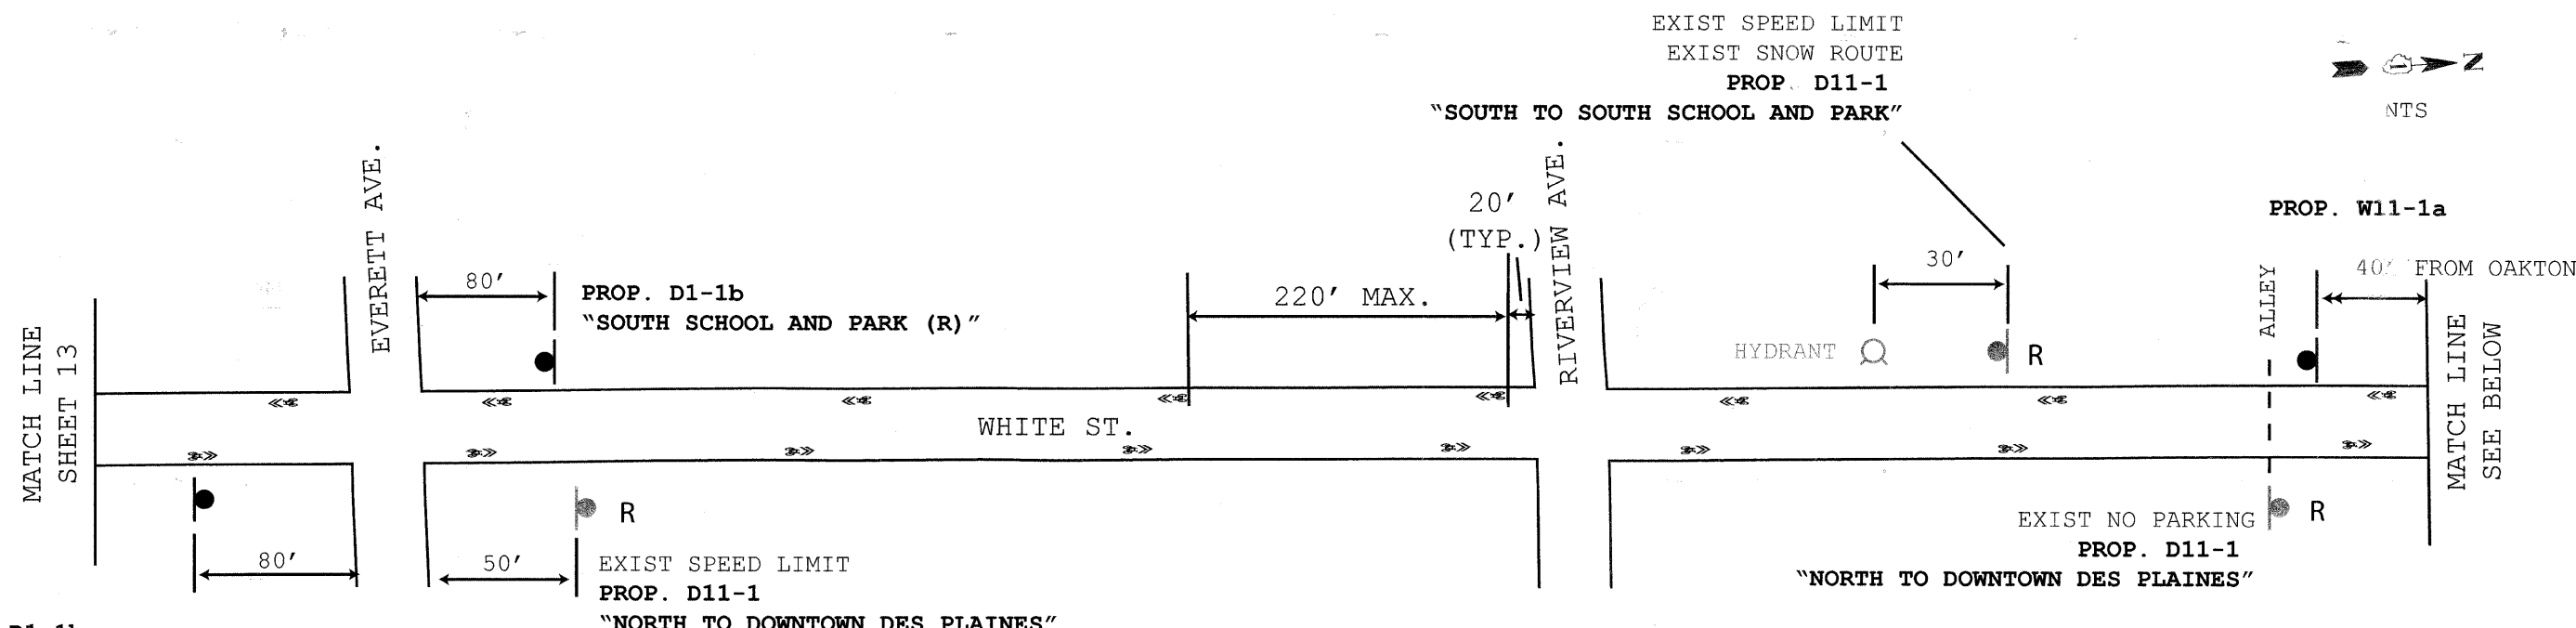 EXIST SPEED LIMIT
EXIST SNOW ROUTE
PROP. D11-1
"SOUTH TO SOUTH SCHOOL AND PARK"
N
NTS
EVERETT AVE.
RIVERVIEW AVE.
20'
(TYP.)
PROP. W11-1a
80'
PROP. D1-1b
"SOUTH SCHOOL AND PARK (R)"
220' MAX.
30'
ALLEY
FROM OAKTON
MATCH LINE
SHEET 13
HYDRANT
R
MATCH LINE
SEE BELOW
WHITE ST.
R
80'
50'
EXIST SPEED LIMIT
PROP. D11-1
"NORTH TO DOWNTOWN DES PLAINES"
EXIST NO PARKING
R
PROP. D11-1
"NORTH TO DOWNTOWN DES PLAINES"